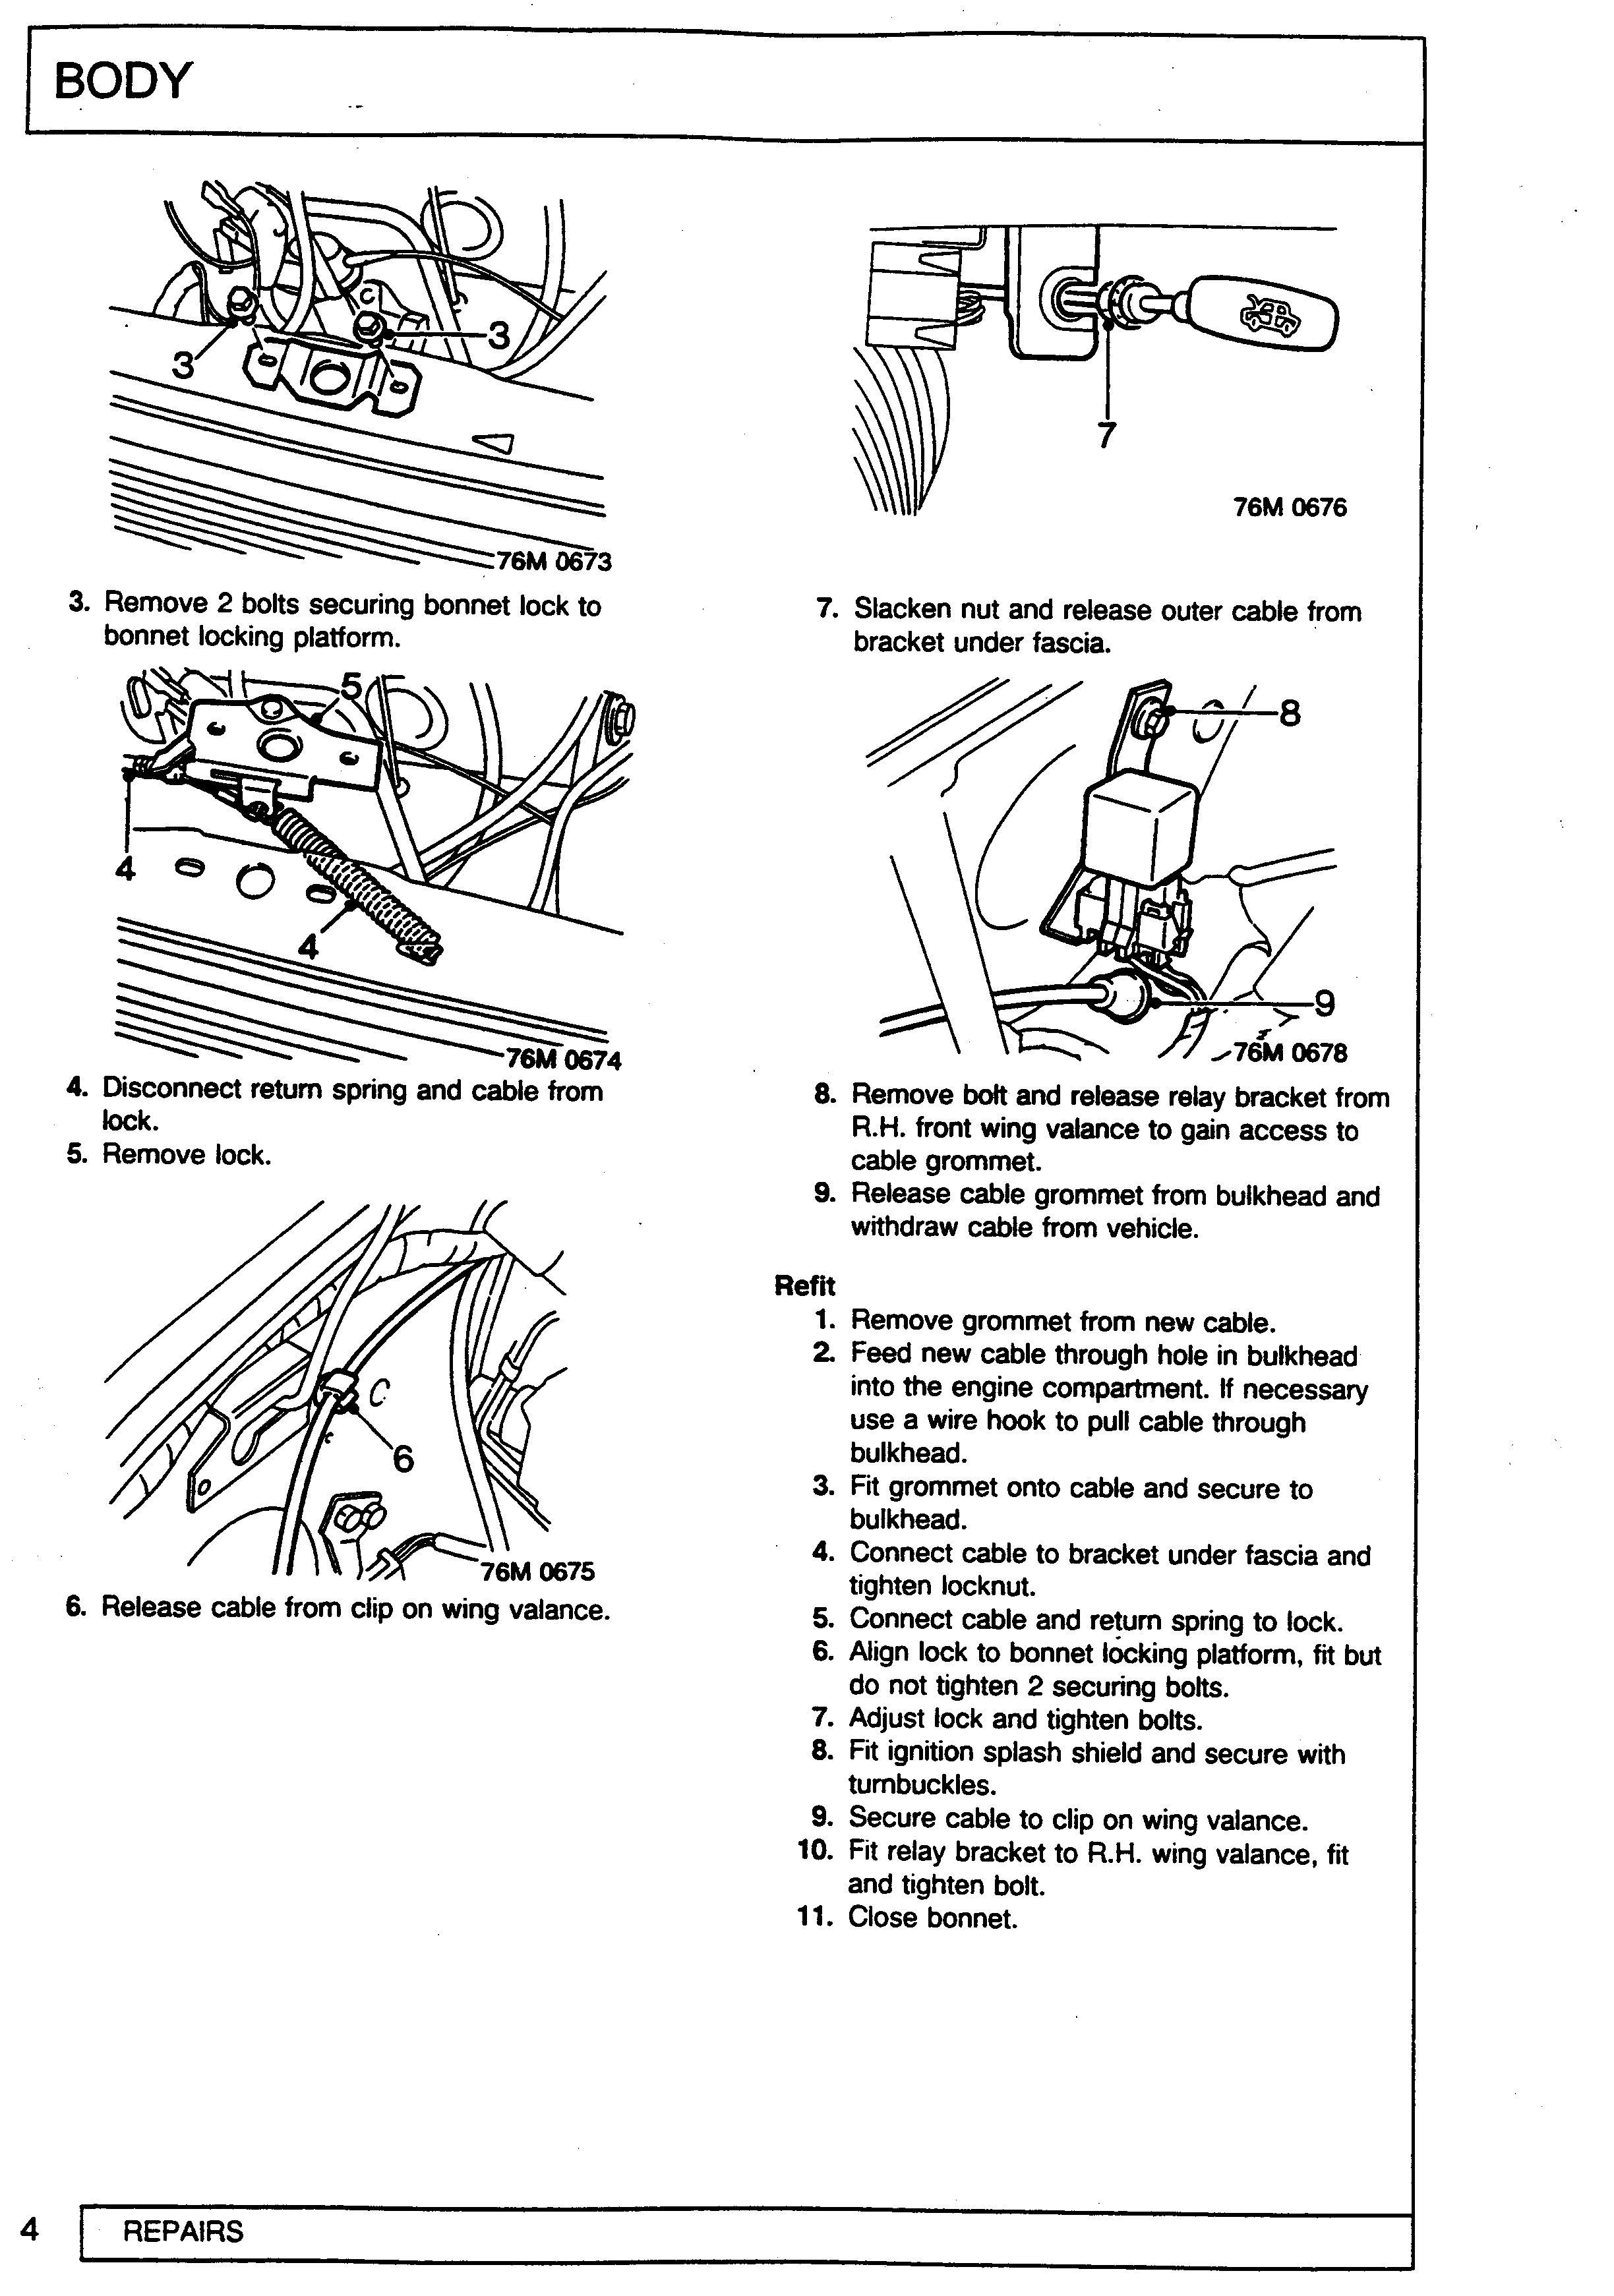 BODY
3
3
76M 0673
3. Remove 2 bolts securing bonnet lock to
bonnet locking platform.
5
4
4
76M 0674
4. Disconnect return spring and cable from
lock.
5. Remove lock.
6
76M 0675
6. Release cable from clip on wing valance.
7
76M 0676
7. Slacken nut and release outer cable from
bracket under fascia.
8
9
76M 0678
8. Remove bolt and release relay bracket from
R.H. front wing valance to gain access to
cable grommet.
9. Release cable grommet from bulkhead and
withdraw cable from vehicle.
Refit
1. Remove grommet from new cable.
2. Feed new cable through hole in bulkhead
into the engine compartment. If necessary
use a wire hook to pull cable through
bulkhead.
3. Fit grommet onto cable and secure to
bulkhead.
4. Connect cable to bracket under fascia and
tighten locknut.
5. Connect cable and return spring to lock.
6. Align lock to bonnet locking platform, fit but
do not tighten 2 securing bolts.
7. Adjust lock and tighten bolts.
8. Fit ignition splash shield and secure with
turnbuckles.
9. Secure cable to clip on wing valance.
10. Fit relay bracket to R.H. wing valance, fit
and tighten bolt.
11. Close bonnet.
4
REPAIRS